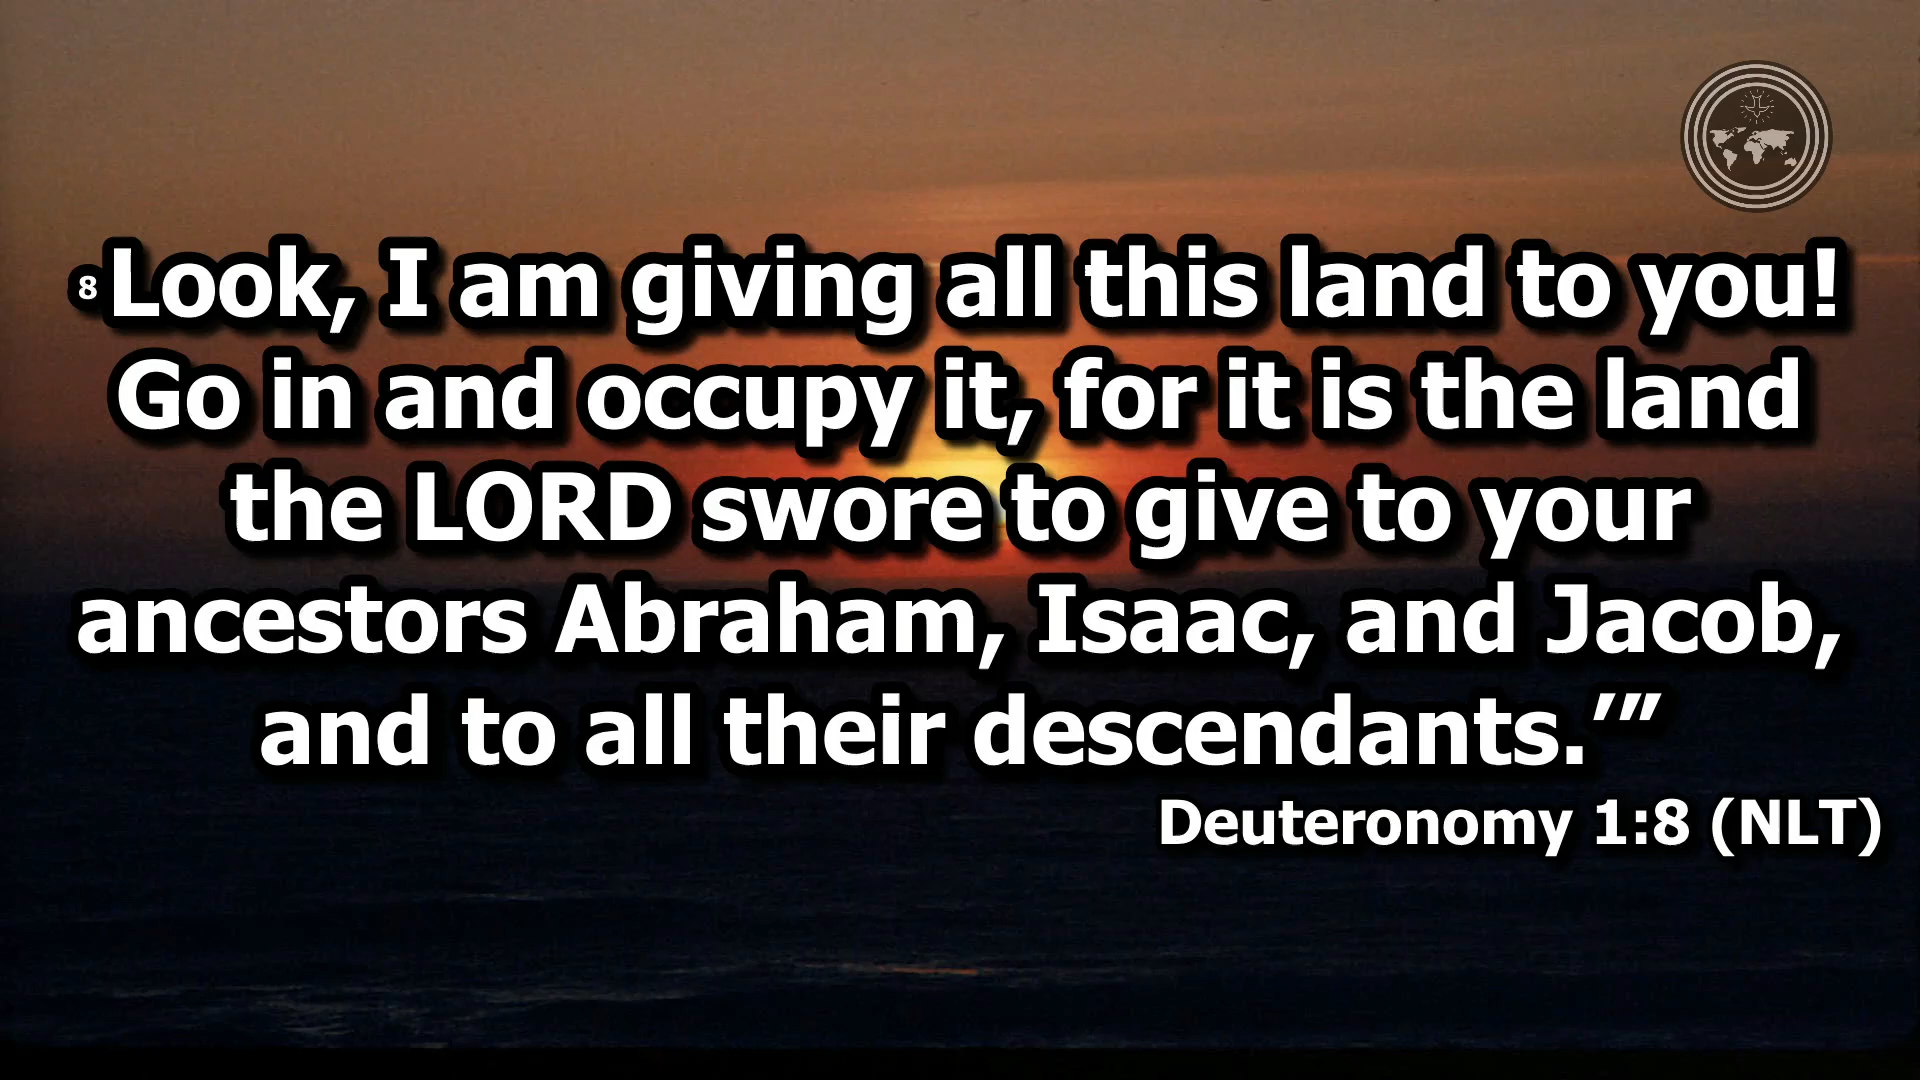 8 Look, I am giving all this land to you!
Go in and occupy it, for it is the land
the LORD swore to give to your
ancestors Abraham, Isaac, and Jacob,
and to all their descendants.’”
Deuteronomy 1:8 (NLT)